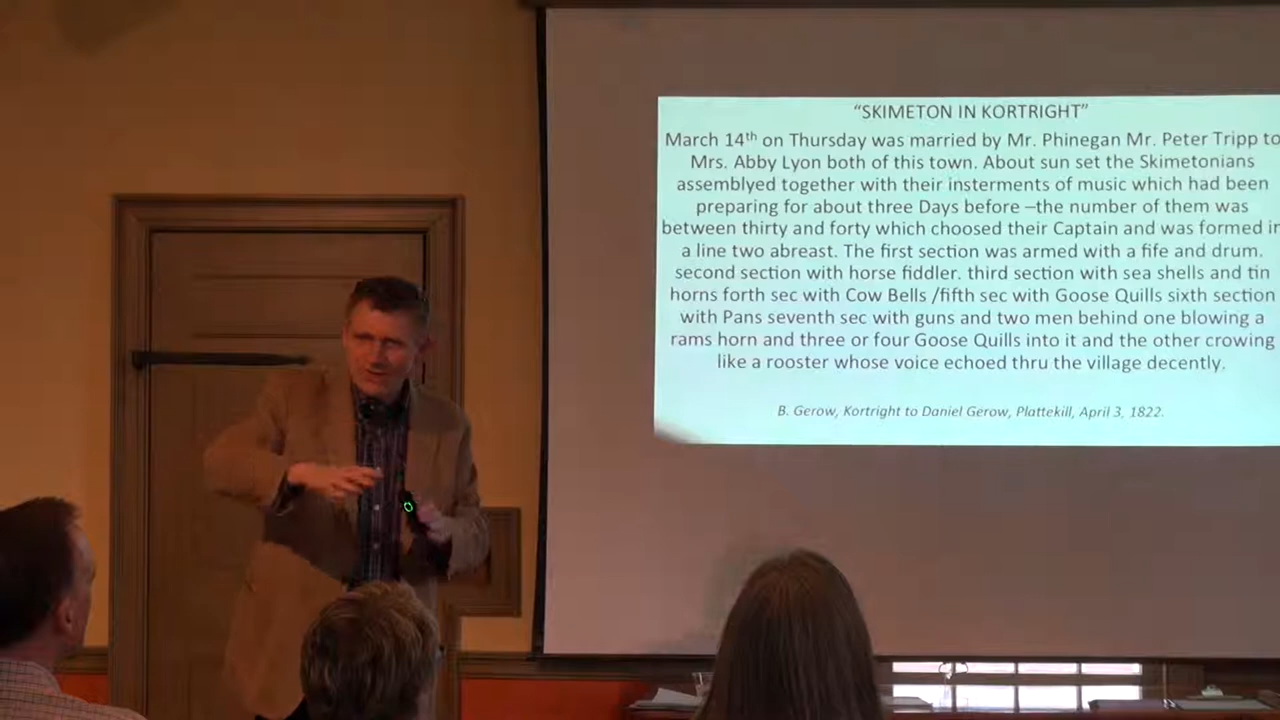 “SKIMETON IN KORTRIGHT”
March 14th on Thursday was married by Mr. Phinegan Mr. Peter Tripp to
Mrs. Abby Lyon both of this town. About sun set the Skimetonians
assemblyed together with their insterments of music which had been
preparing for about three Days before –the number of them was
between thirty and forty which choosed their Captain and was formed in
a line two abreast. The first section was armed with a fife and drum.
second section with horse fiddler. third section with sea shells and tin
horns forth sec with Cow Bells /fifth sec with Goose Quills sixth section
with Pans seventh sec with guns and two men behind one blowing a
rams horn and three or four Goose Quills into it and the other crowing
like a rooster whose voice echoed thru the village decently.
B. Gerow, Kortright to Daniel Gerow, Plattekill, April 3, 1822.